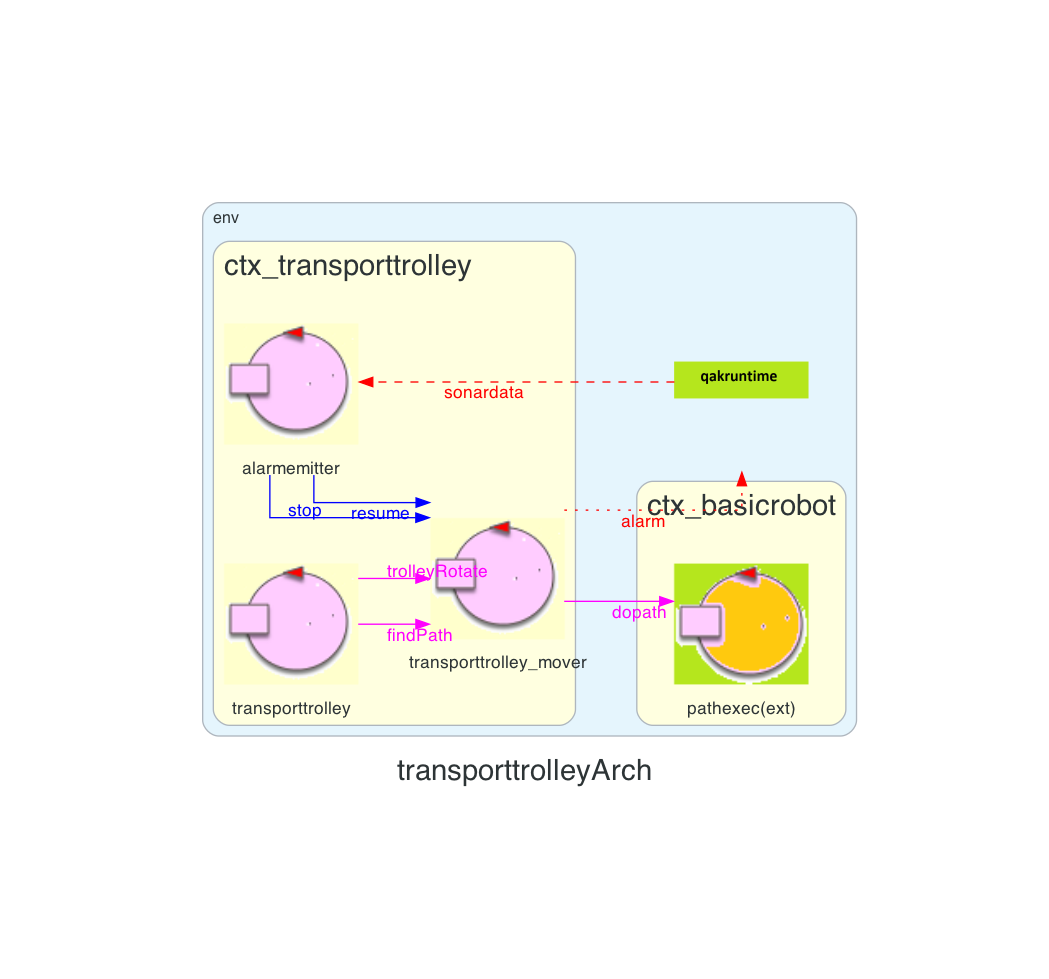 env
ctx_transporttrolley
qakruntime
sonardata
alarmemitter
stop
resume
ctx_basicrobot
alarm
trolleyRotate
findPath
dopath
transporttrolley_mover
transporttrolley
pathexec(ext)
transporttrolleyArch